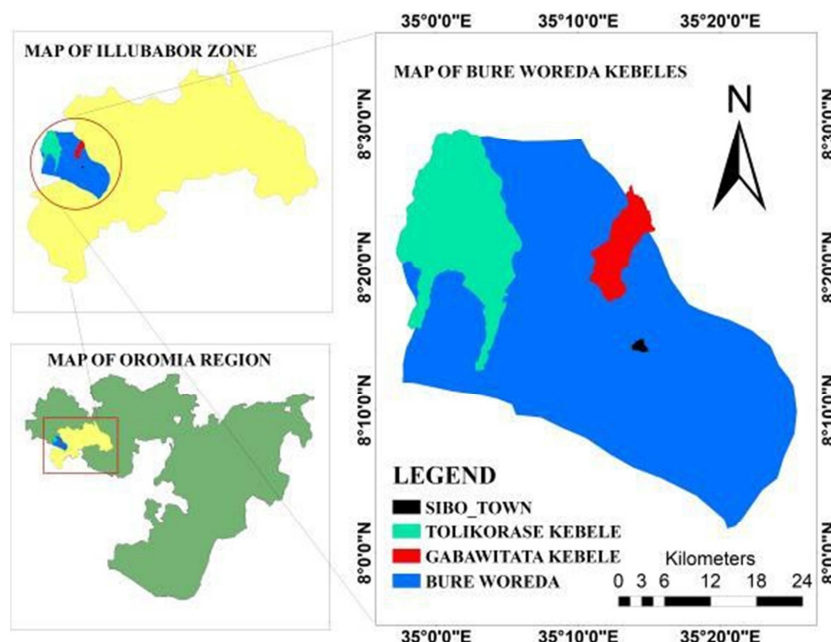 MAP OF ILLUBABOR ZONE
MAP OF OROMIA REGION
35°0'0"E 35°10'0"E 35°20'0"E
MAP OF BURE WOREDA KEBELES
N
8°30'0"N
8°20'0"N
8°10'0"N
8°0'0"N
8°30'0"N
8°20'0"N
8°10'0"N
8°0'0"N
LEGEND
SIBO_TOWN
TOLIKORASE KEBELE
GABAWITATA KEBELE
BURE WOREDA
Kilometers
0 3 6 12 18 24
35°0'0"E 35°10'0"E 35°20'0"E